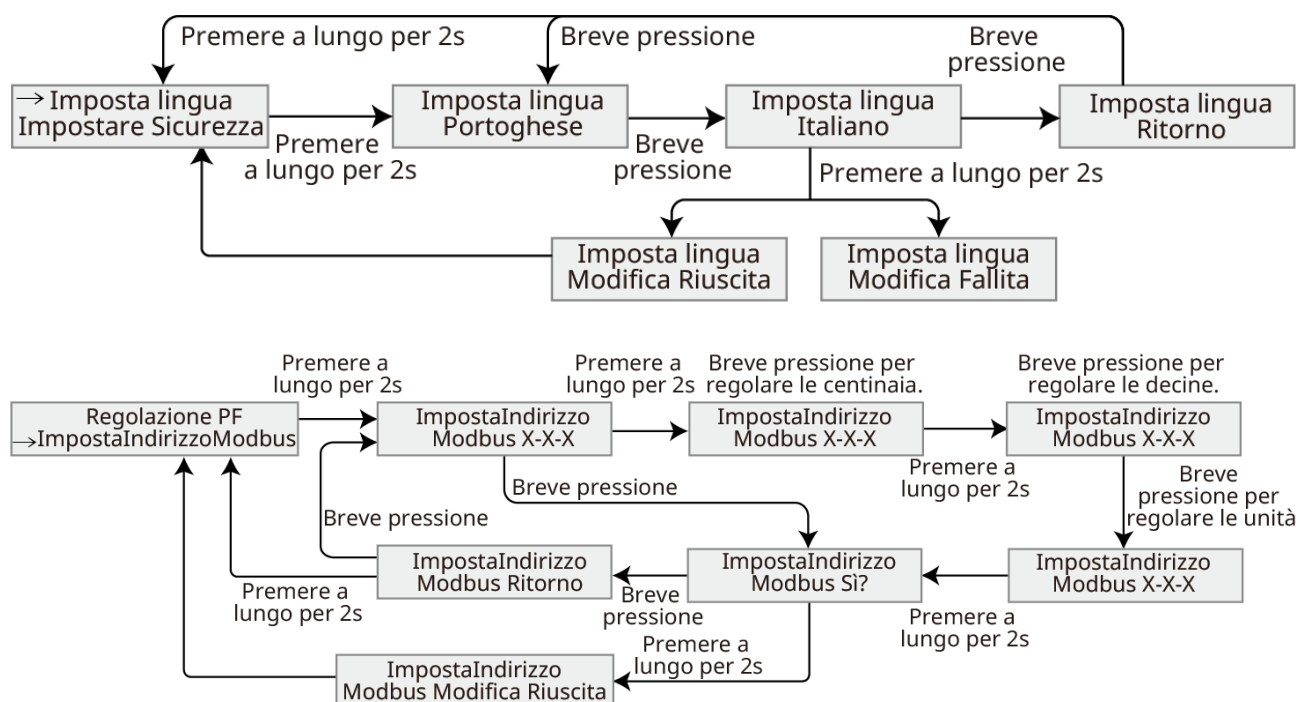 Premere a lungo per 2s
Breve pressione
Breve
pressione
→ Imposta lingua
Impostare Sicurezza
Premere
a lungo per 2s
Imposta lingua
Portoghese
Breve
pressione
Imposta lingua
Italiano
Imposta lingua
Ritorno
Premere a lungo per 2s
Imposta lingua
Modifica Riuscita
Imposta lingua
Modifica Fallita
Premere a
lungo per 2s
Premere a
lungo per 2s
Breve pressione per
regolare le centinaia.
Breve pressione per
regolare le decine.
Regolazione PF
→ImpostaIndirizzoModbus
ImpostaIndirizzo
Modbus X-X-X
ImpostaIndirizzo
Modbus X-X-X
Premere a
lungo per 2s
ImpostaIndirizzo
Modbus X-X-X
Breve pressione
Breve
pressione per
regolare le unità
Breve pressione
ImpostaIndirizzo
Modbus Ritorno
ImpostaIndirizzo
Modbus Sì?
ImpostaIndirizzo
Modbus X-X-X
Premere a
lungo per 2s
Breve
pressione
Premere a
lungo per 2s
Premere a
lungo per 2s
ImpostaIndirizzo
Modbus Modifica Riuscita